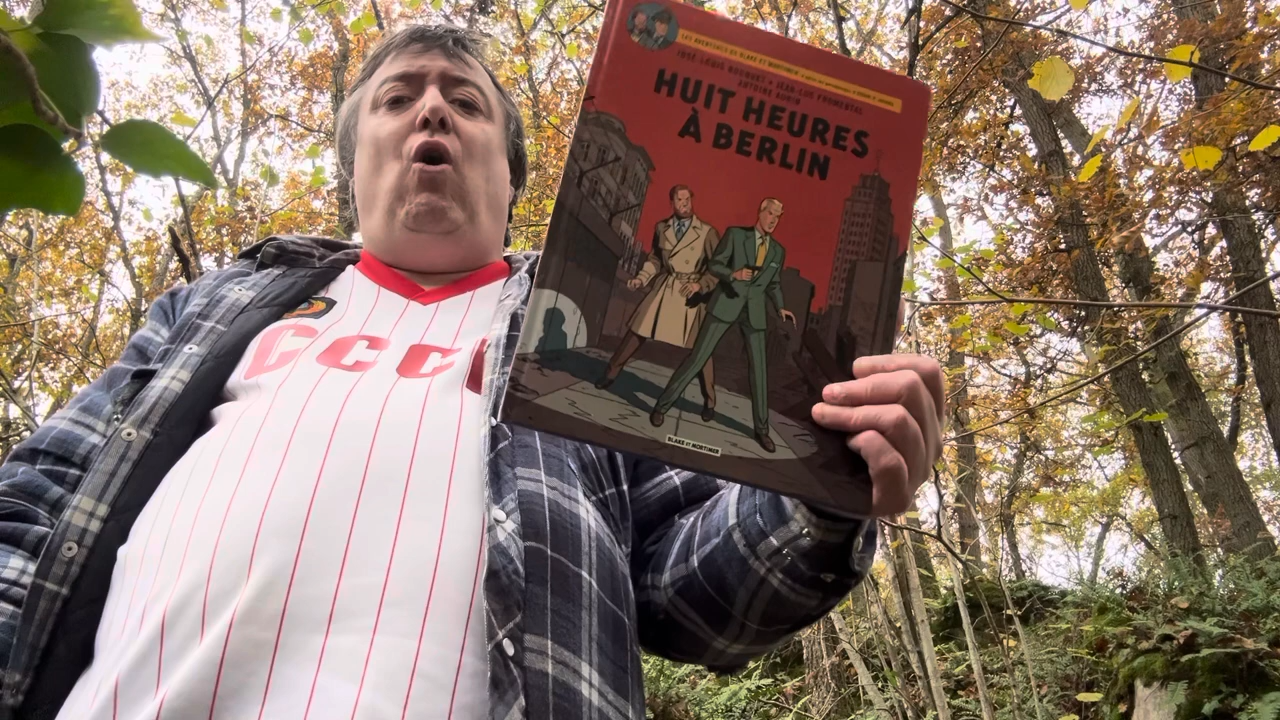 CCCP
LES AVENTURES DE BLAKE ET MORTIMER
JOSÉ-LOUIS BOCQUET • JEAN-LUC FROMENTAL
ANTOINE AUBIN
HUIT HEURES
À BERLIN
BLAKE ET MORTIMER